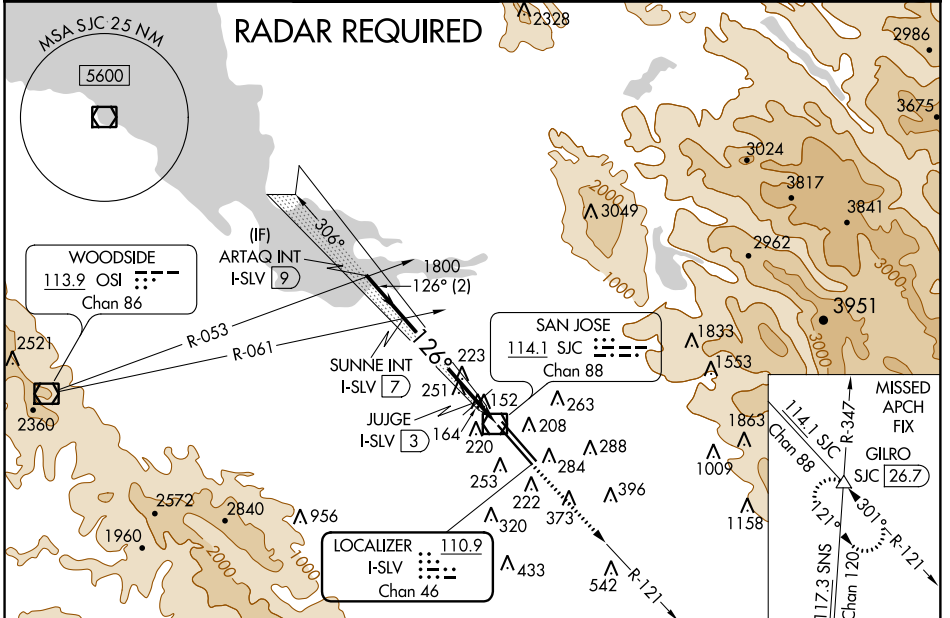 RADAR REQUIRED
MSA SJC 25 NM
5600
2328
2986
3675
3024
3817
3841
2000
3049
2962
3000
1000
3951
3000
306°
(IF)
ARTAQ INT
I-SLV 9
1800
126° (2)
WOODSIDE
113.9 OSI
Chan 86
R-053
R-061
2521
2360
SUNNE INT
I-SLV 7
126°
SAN JOSE
114.1 SJC
Chan 88
1833
1553
223
251
152
263
JUJGE
I-SLV 3
164
220
208
288
284
253
222
373
396
320
433
542
1863
1009
1158
2572
2840
1960
956
2000
1000
LOCALIZER 110.9
I-SLV
Chan 46
R-121
MISSED
APCH
FIX
114.1 SJC
Chan 88
R-347
GILRO
SJC 26.7
121°
301°
R-121
117.3 SNS
Chan 120